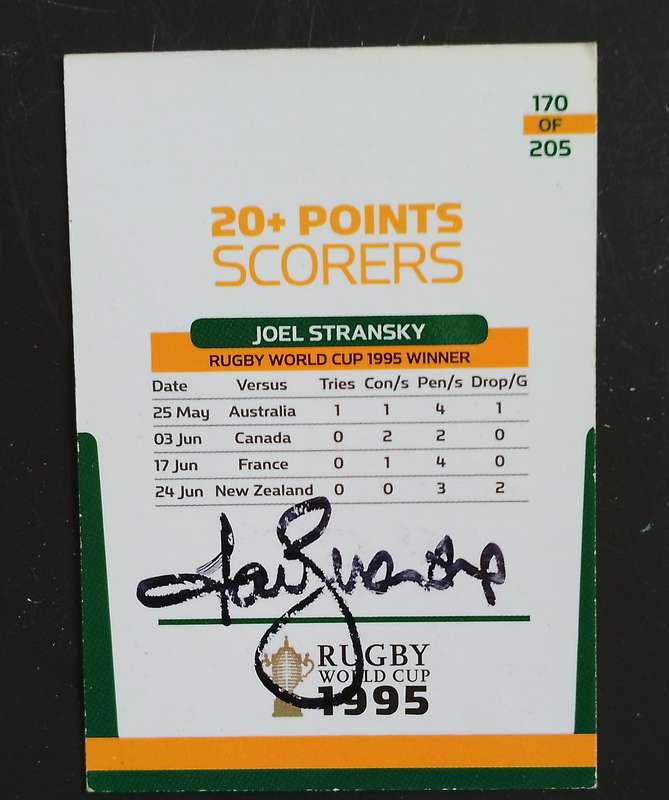 170
OF
205
20+ POINTS
SCORERS
JOEL STRANSKY
RUGBY WORLD CUP 1995 WINNER
Date Versus Tries Con/s Pen/s Drop/G
25 May Australia 1 1 4 1
03 Jun Canada 0 2 2 0
17 Jun France 0 1 4 0
24 Jun New Zealand 0 0 3 2
RUGBY
WORLD CUP
1995